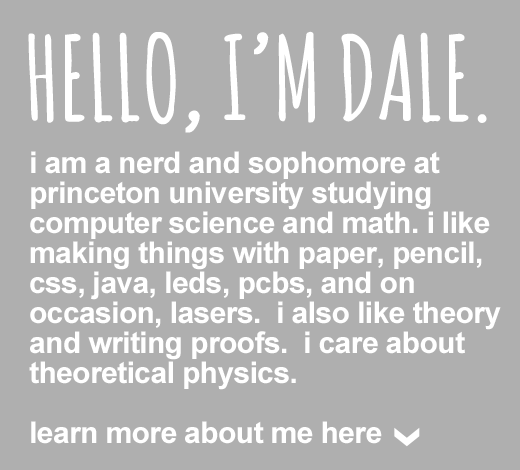 HELLO, I'M DALE.
i am a nerd and sophomore at
princeton university studying
computer science and math. i like
making things with paper, pencil,
css, java, leds, pcbs, and on
occasion, lasers.  i also like theory
and writing proofs.  i care about
theoretical physics.
learn more about me here